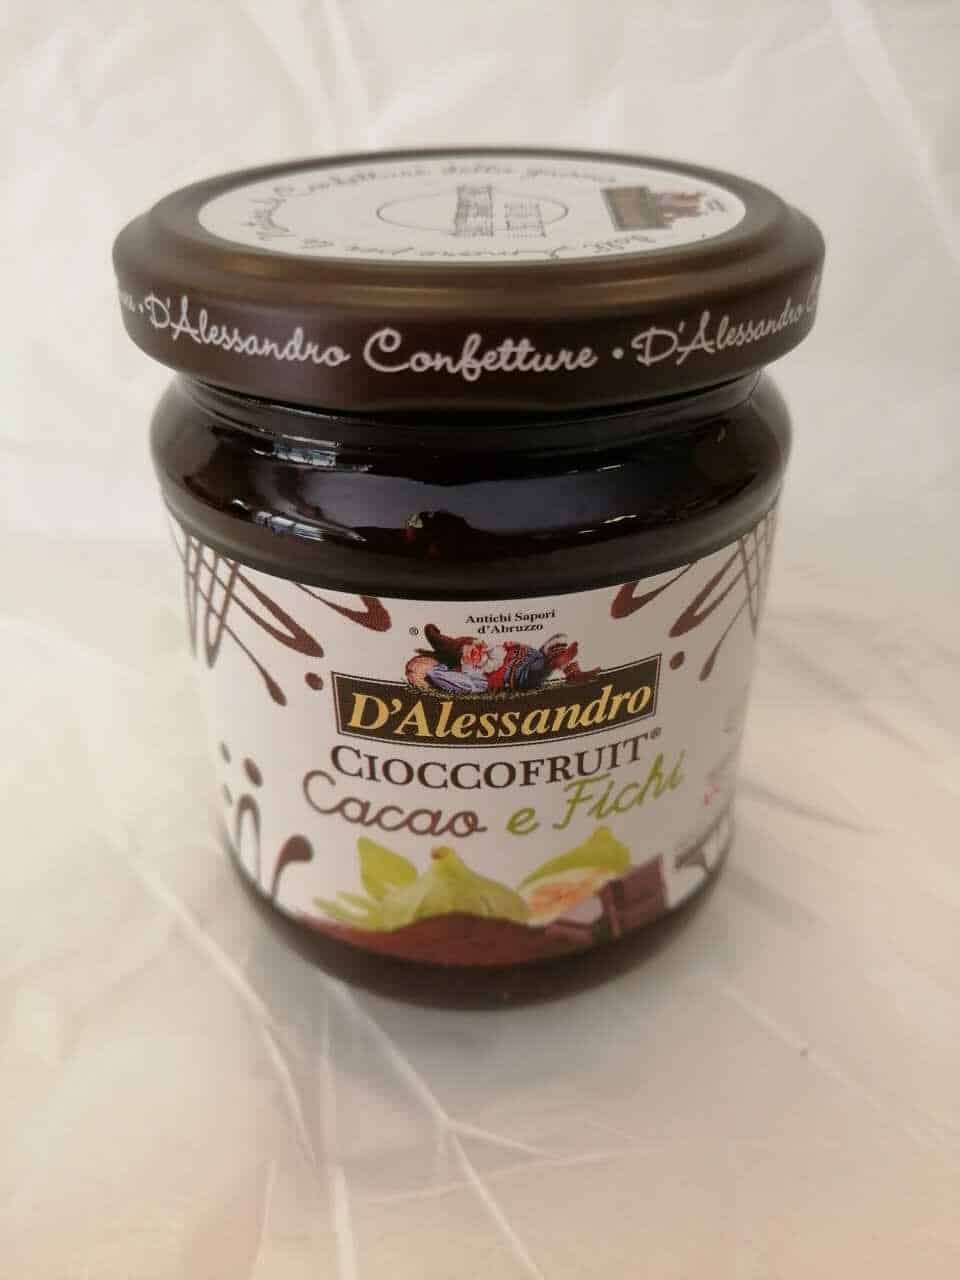 D'Alessandro Confetture • D'Alessandro
Antichi Sapori
d'Abruzzo
®
D'Alessandro
CIOCCOFRUIT®
Cacao e Fichi